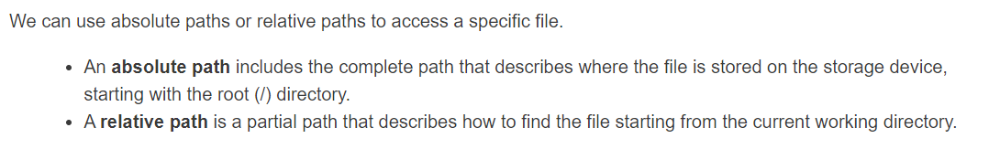 We can use absolute paths or relative paths to access a specific file.
• An absolute path includes the complete path that describes where the file is stored on the storage device,
starting with the root (/) directory.
• A relative path is a partial path that describes how to find the file starting from the current working directory.